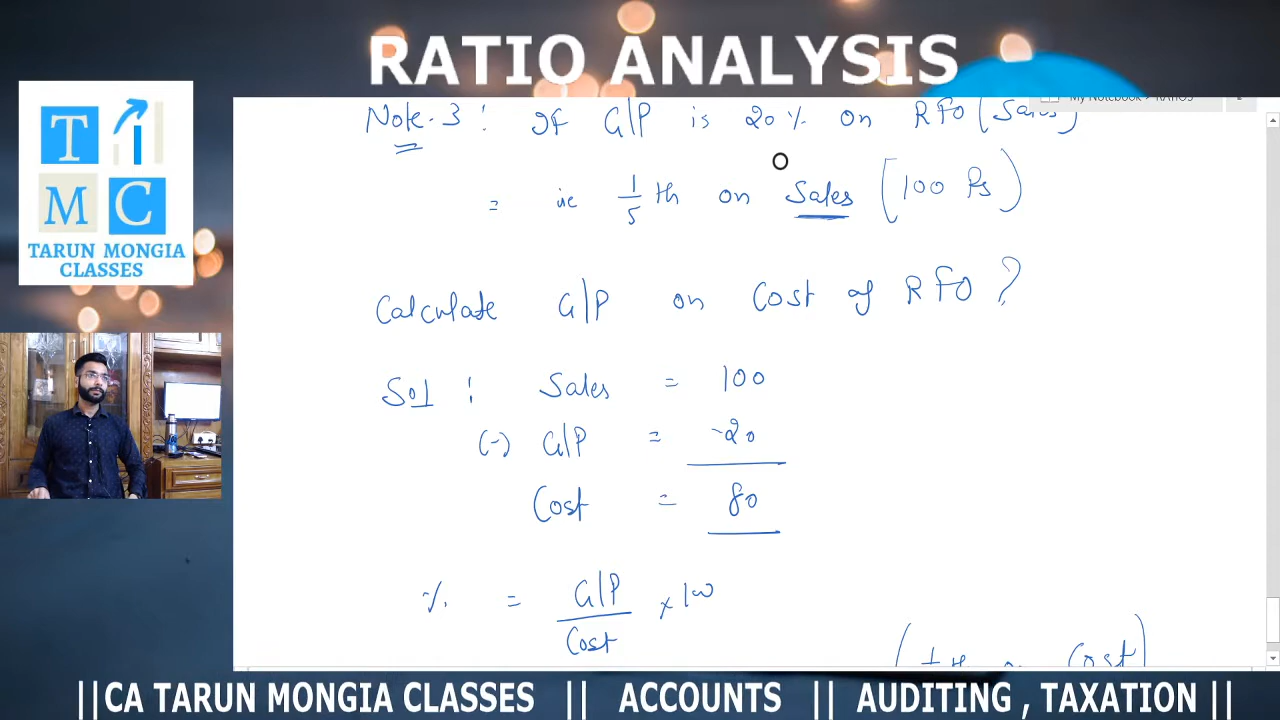 RATIO ANALYSIS
T
M C
TARUN MONGIA
CLASSES
Note-3 : If G/P is 20% on RFO (Sales)
= ie 1/5 th on Sales (100 Rs)
Calculate G/P on Cost of RFO ?
Sol : Sales = 100
(-) G/P = -20
Cost = 80
% = G/P / Cost × 100
Cost)
||CA TARUN MONGIA CLASSES || ACCOUNTS || AUDITING , TAXATION ||